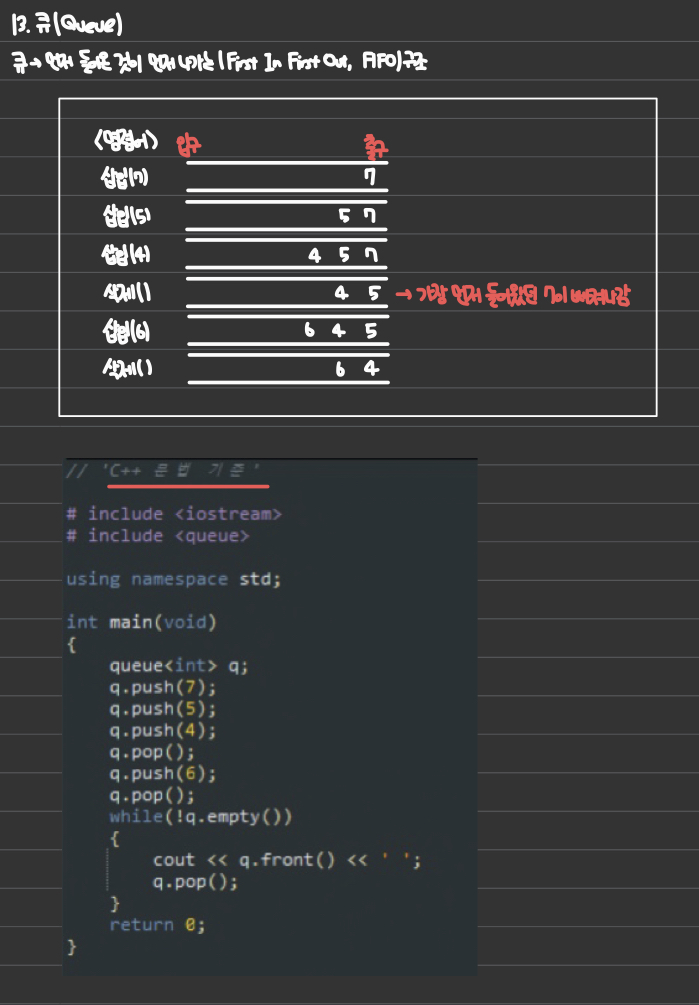 13. 큐(Queue)
큐→ 먼저 들어온 것이 먼저 나가는 (First In First Out, FIFO)구조
<명령어> 입구 출구
삽입(7) 7
삽입(5) 5 7
삽입(4) 4 5 7
삭제() 4 5 → 가장 먼저 들어왔던 7이 빠져나감
삽입(6) 6 4 5
삭제() 6 4
// 'C++ 문법 기준'
# include <iostream>
# include <queue>
using namespace std;
int main(void)
{
queue<int> q;
q.push(7);
q.push(5);
q.push(4);
q.pop();
q.push(6);
q.pop();
while(!q.empty())
{
cout << q.front() << ' ';
q.pop();
}
return 0;
}